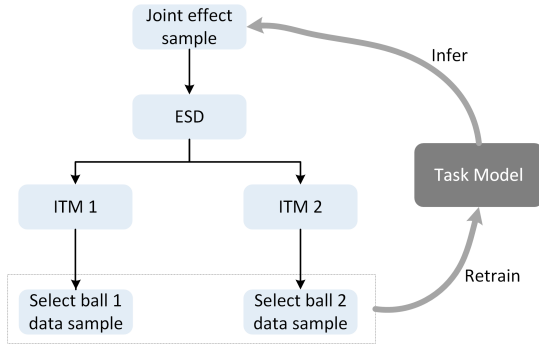 Joint effect
sample
Infer
ESD
Task Model
ITM 1
ITM 2
Retrain
Select ball 1
data sample
Select ball 2
data sample